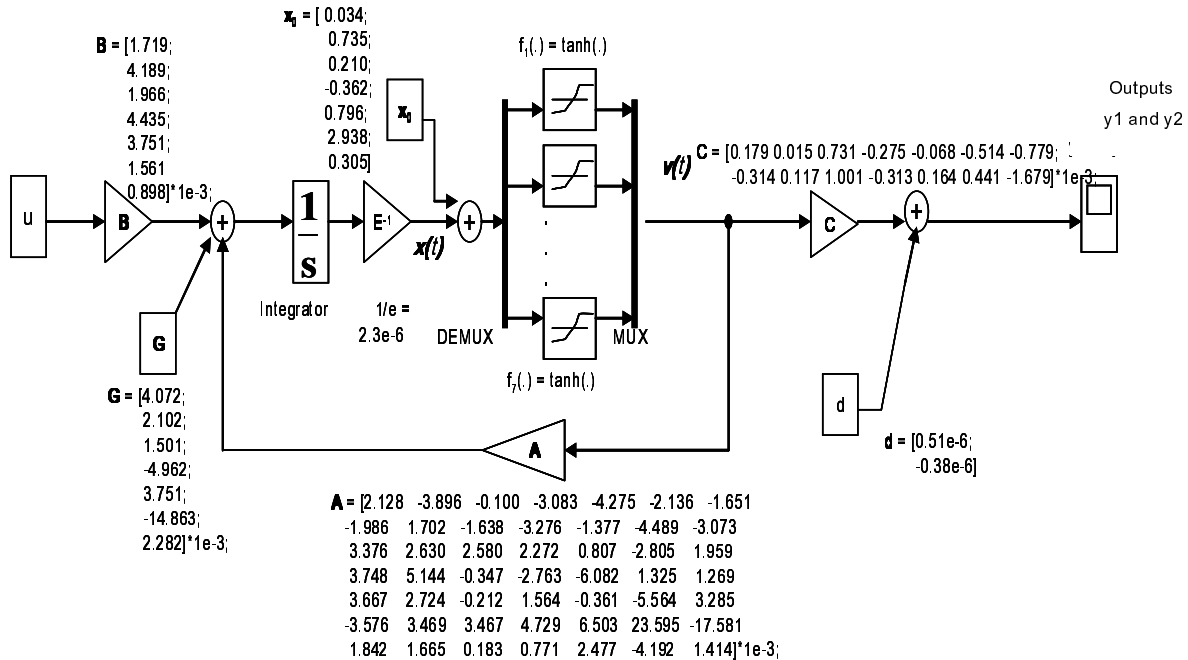 x₀ = [ 0.034;
0.735;
0.210;
-0.362;
0.796;
2.938;
0.305]
B = [1.719;
4.189;
1.966;
4.435;
3.751;
1.561
0.898]*1e-3;
f₁(.) = tanh(.)
x₀
Outputs
y1 and y2
v(t)
C = [0.179 0.015 0.731 -0.275 -0.068 -0.514 -0.779;
-0.314 0.117 1.001 -0.313 0.164 0.441 -1.679]*1e-3;
u
B
+
1
s
E⁻¹
x(t)
+
.
.
.
C
+
Integrator
1/e =
2.3e-6
DEMUX
MUX
G
f₇(.) = tanh(.)
G = [4.072;
2.102;
1.501;
-4.962;
3.751;
-14.863;
2.282]*1e-3;
d
d = [0.51e-6;
-0.38e-6]
A
A = [2.128 -3.896 -0.100 -3.083 -4.275 -2.136 -1.651
-1.986 1.702 -1.638 -3.276 -1.377 -4.489 -3.073
3.376 2.630 2.580 2.272 0.807 -2.805 1.959
3.748 5.144 -0.347 -2.763 -6.082 1.325 1.269
3.667 2.724 -0.212 1.564 -0.361 -5.564 3.285
-3.576 3.469 3.467 4.729 6.503 23.595 -17.581
1.842 1.665 0.183 0.771 2.477 -4.192 1.414]*1e-3;